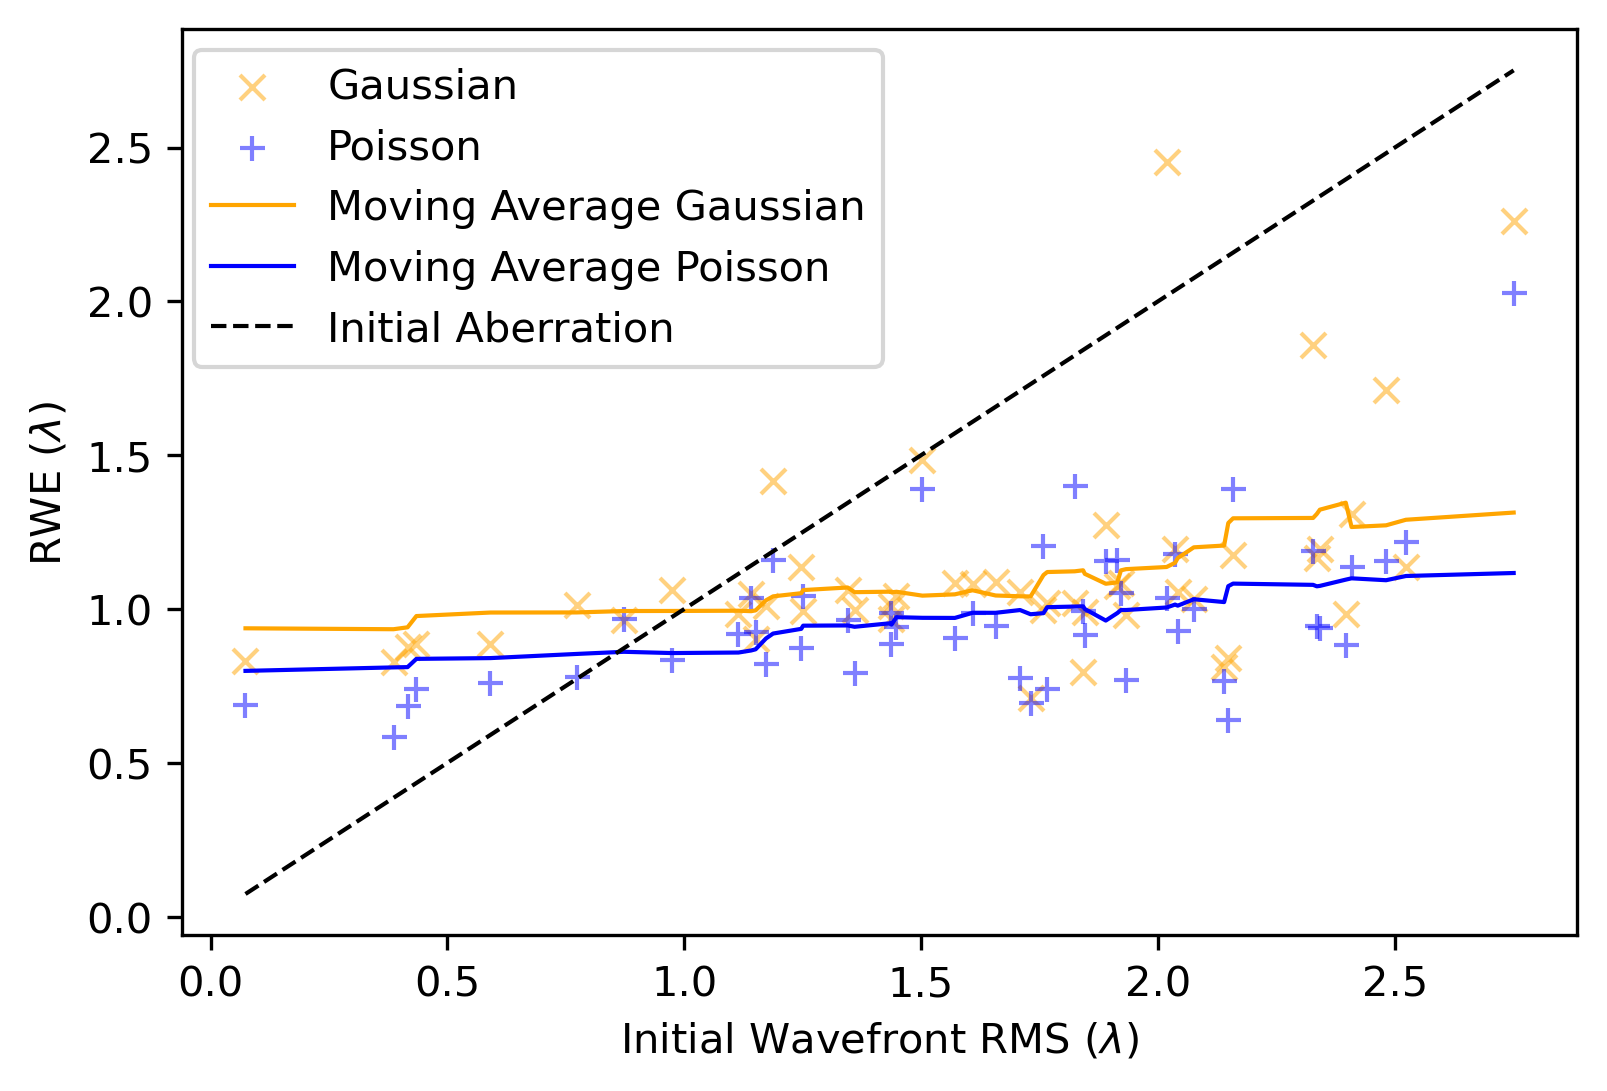 Gaussian
Poisson
Moving Average Gaussian
Moving Average Poisson
Initial Aberration
2.5
2.0
1.5
1.0
0.5
0.0
RWE (λ)
0.0 0.5 1.0 1.5 2.0 2.5
Initial Wavefront RMS (λ)